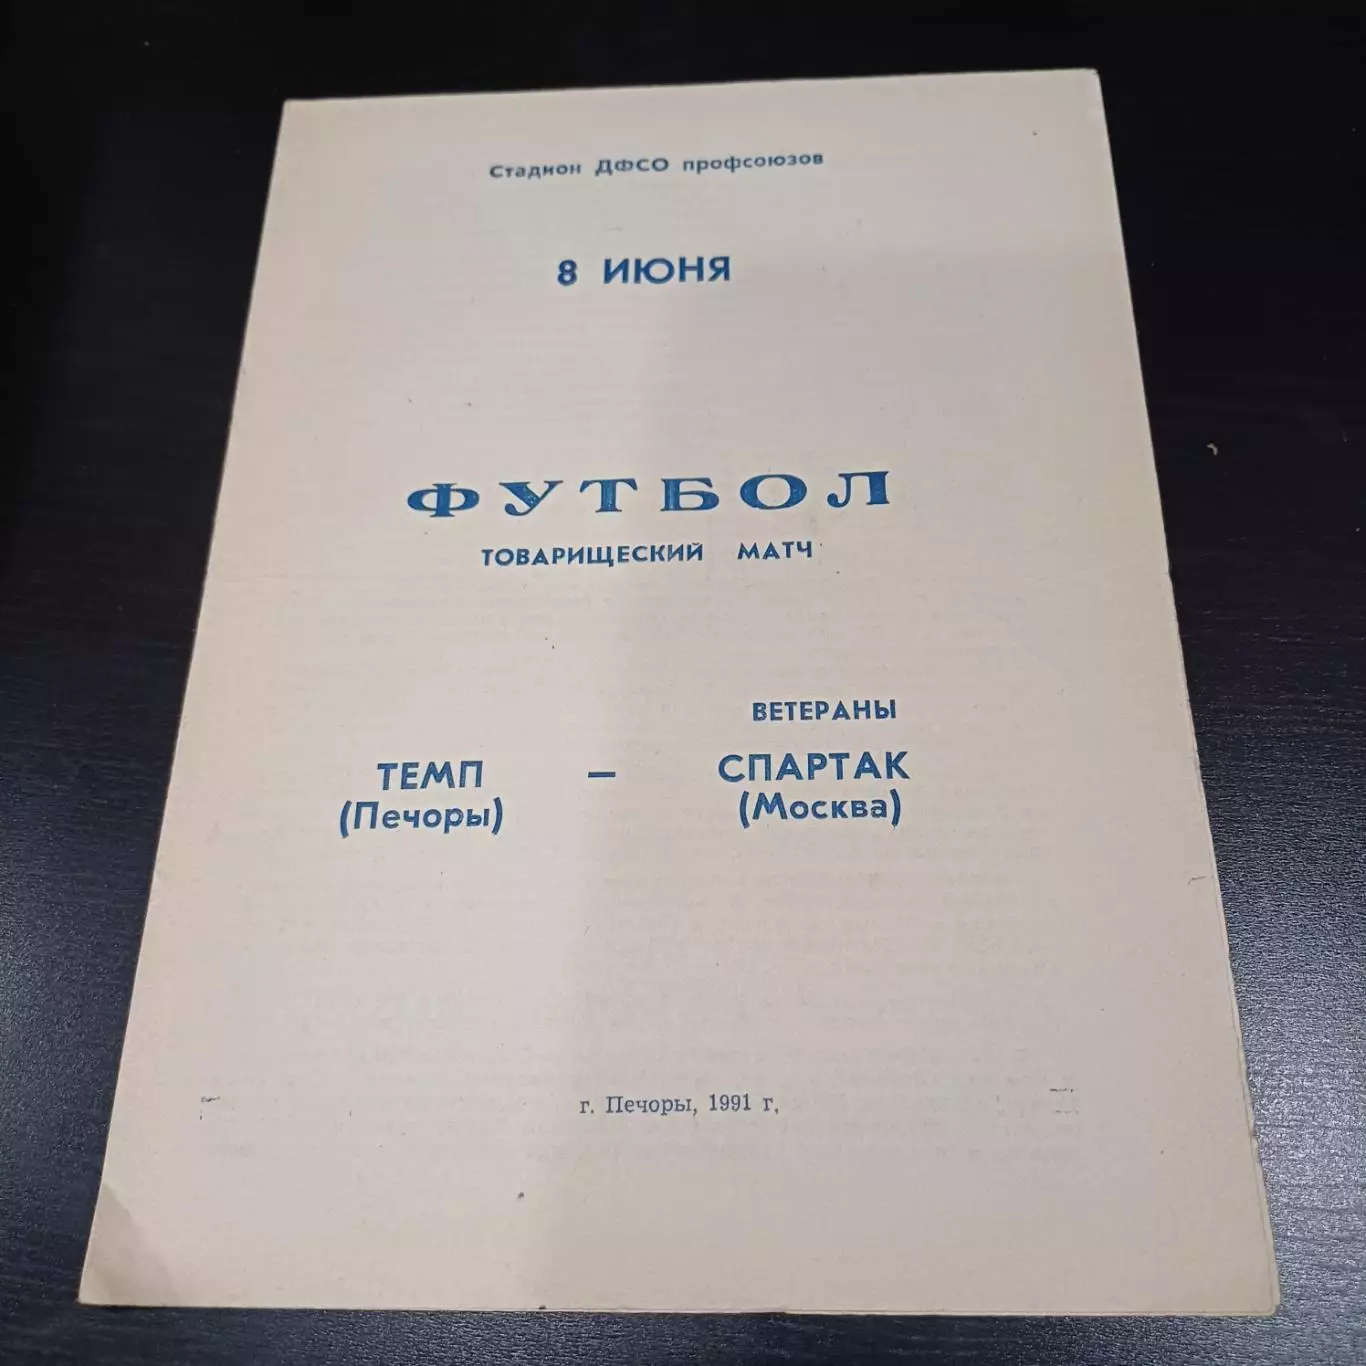 Стадион ДФСО профсоюзов
8 ИЮНЯ
ФУТБОЛ
ТОВАРИЩЕСКИЙ МАТЧ
ВЕТЕРАНЫ
ТЕМП — СПАРТАК
(Печоры) (Москва)
г. Печоры, 1991 г.